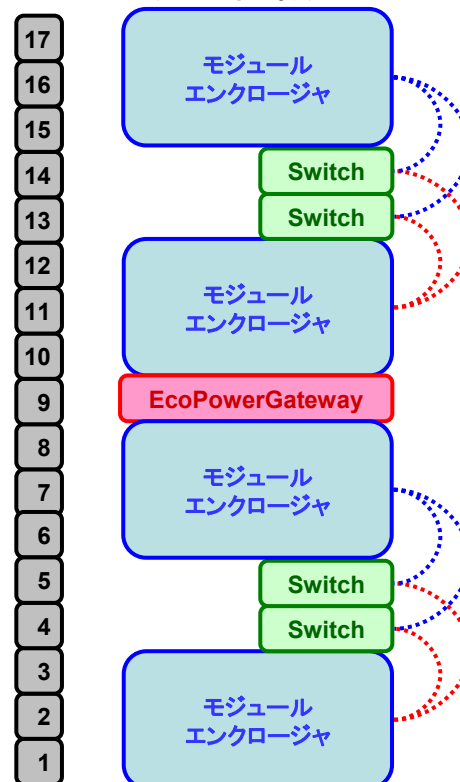 17
16
15
14
13
12
11
10
9
8
7
6
5
4
3
2
1
モジュール
エンクロージャ
Switch
Switch
モジュール
エンクロージャ
EcoPowerGateway
モジュール
エンクロージャ
Switch
Switch
モジュール
エンクロージャ